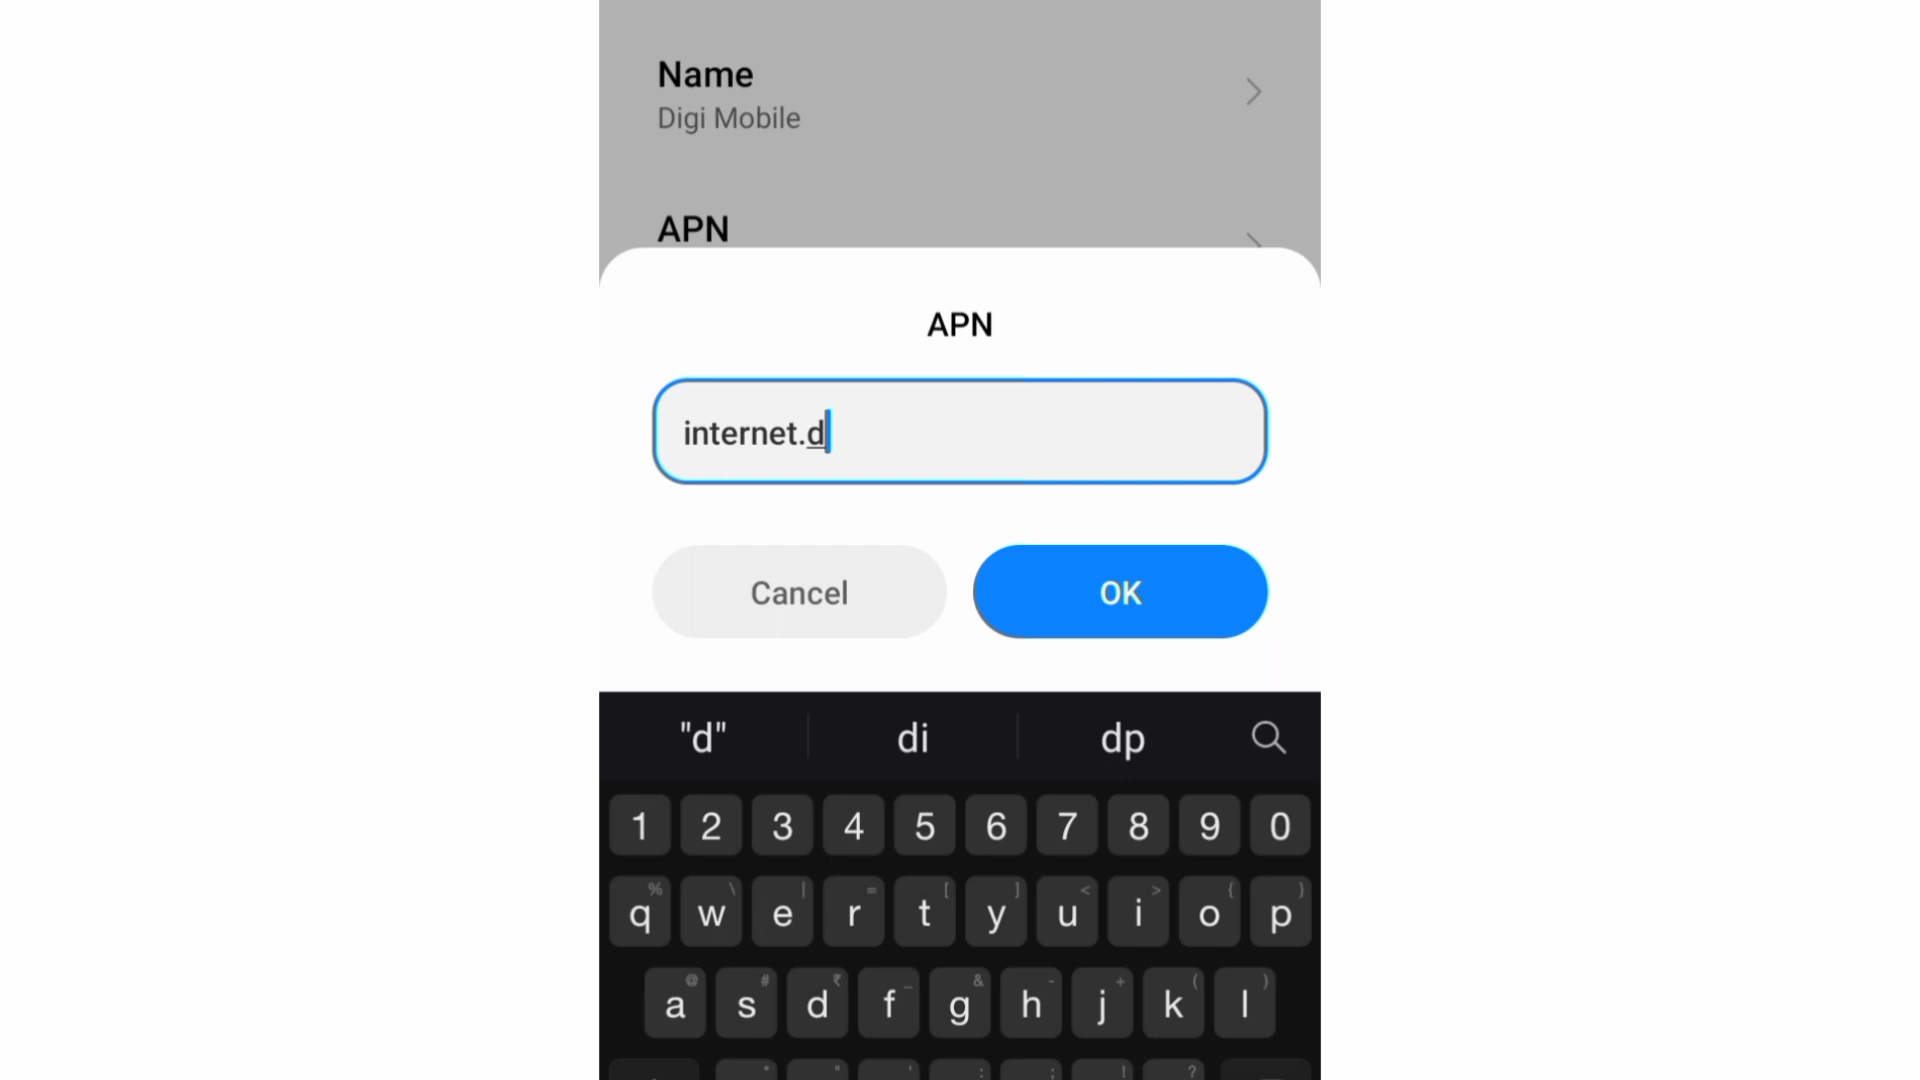 Name
Digi Mobile
APN
APN
internet.d
Cancel
OK
"d" di dp
1 2 3 4 5 6 7 8 9 0
% \ | = [ ] < > { }
q w e r t y u i o p
@ # ₹ _ & - + ( )
a s d f g h j k l
* " ' : ; ! ?